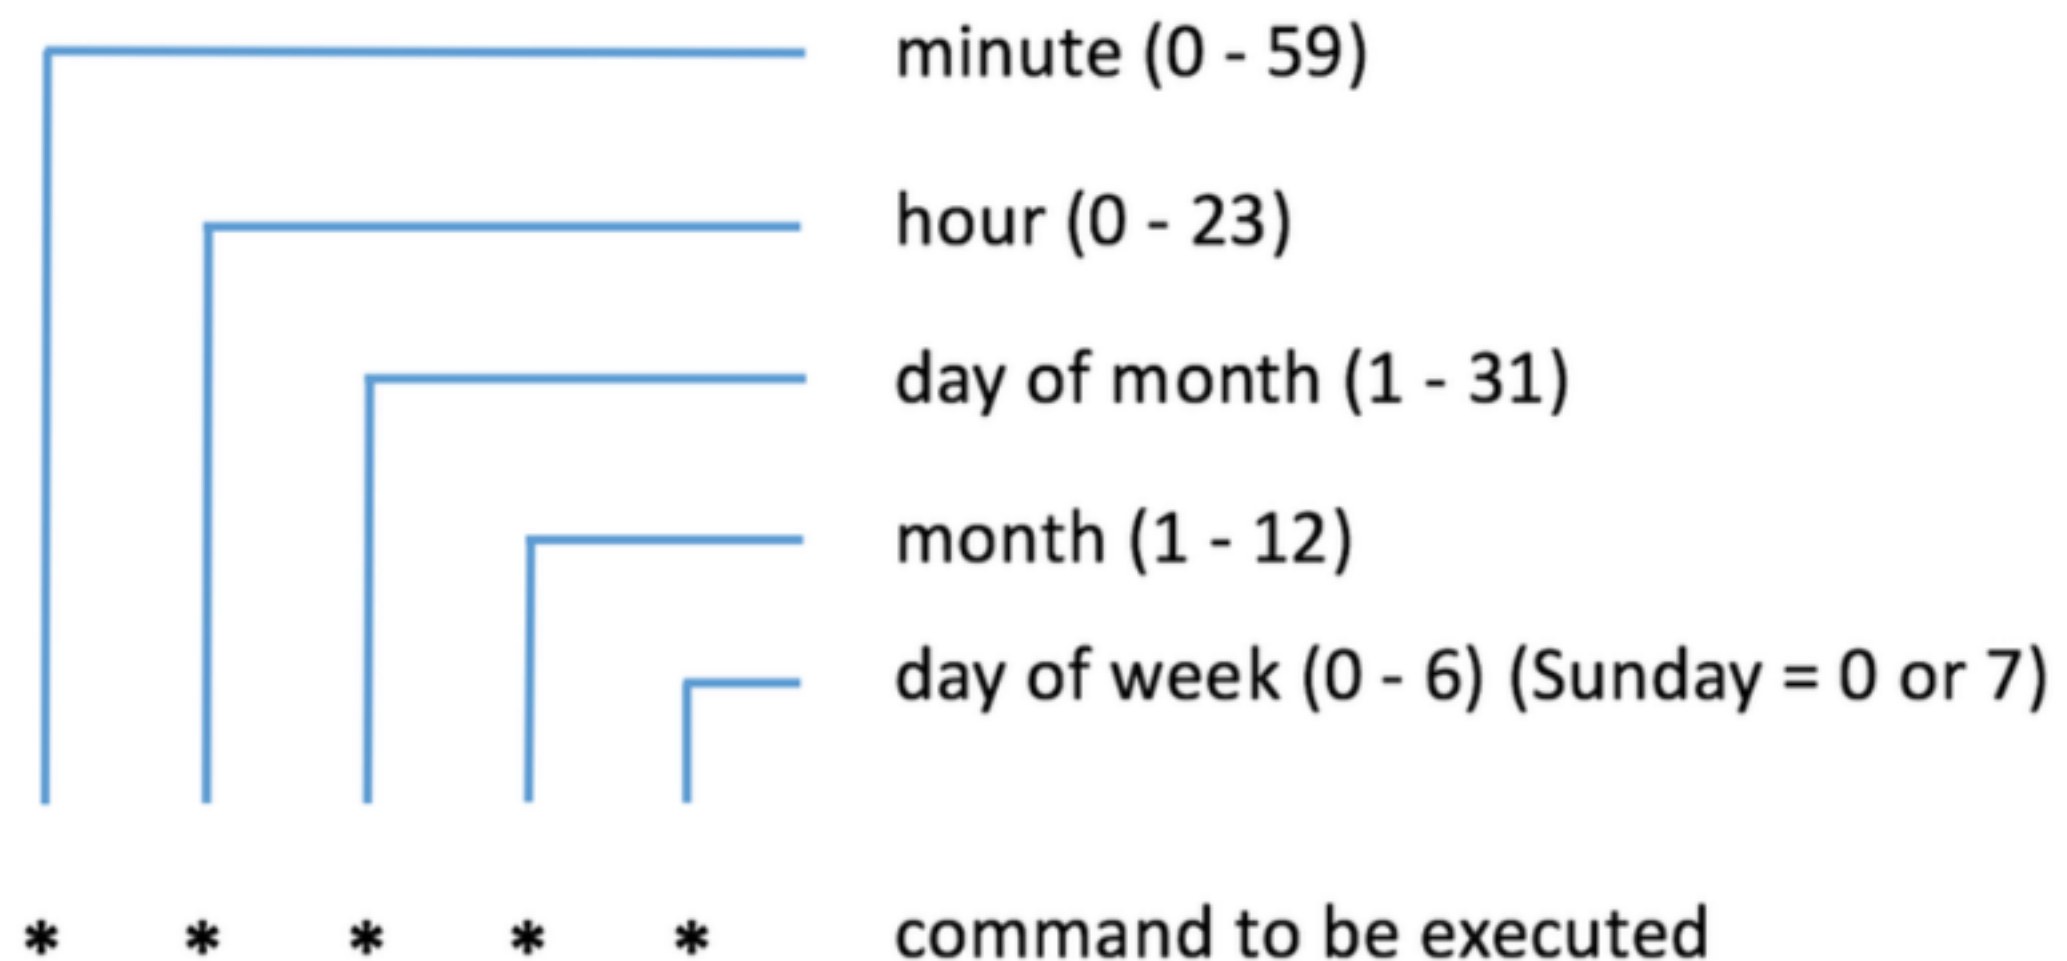 minute (0 - 59)
hour (0 - 23)
day of month (1 - 31)
month (1 - 12)
day of week (0 - 6) (Sunday = 0 or 7)
* * * * * command to be executed